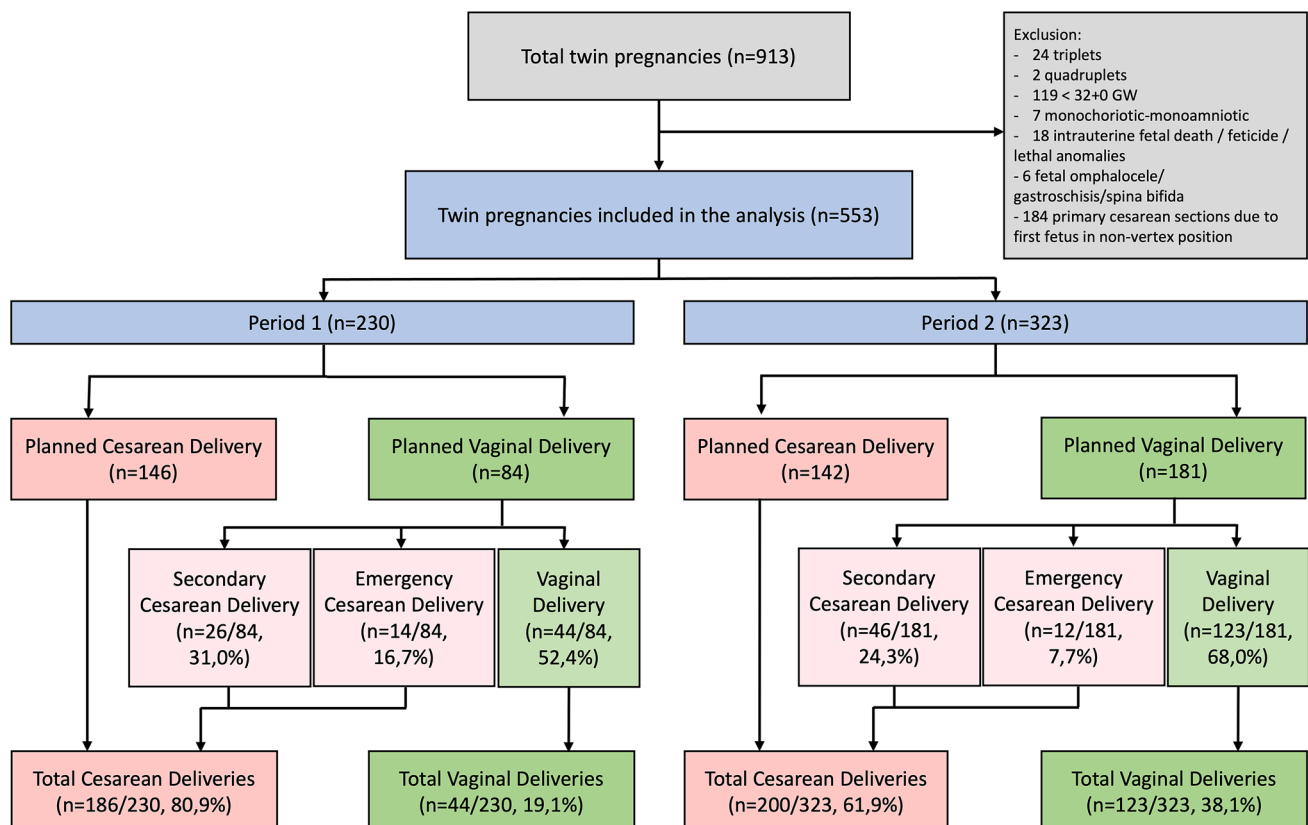 Total twin pregnancies (n=913)
Exclusion:
- 24 triplets
- 2 quadruplets
- 119 < 32+0 GW
- 7 monochoriotic-monoamniotic
- 18 intrauterine fetal death / feticide /
lethal anomalies
- 6 fetal omphalocele/
gastroschisis/spina bifida
- 184 primary cesarean sections due to
first fetus in non-vertex position
Twin pregnancies included in the analysis (n=553)
Period 1 (n=230)
Period 2 (n=323)
Planned Cesarean Delivery
(n=146)
Planned Vaginal Delivery
(n=84)
Planned Cesarean Delivery
(n=142)
Planned Vaginal Delivery
(n=181)
Secondary
Cesarean Delivery
(n=26/84,
31,0%)
Emergency
Cesarean Delivery
(n=14/84,
16,7%)
Vaginal
Delivery
(n=44/84,
52,4%)
Secondary
Cesarean Delivery
(n=46/181,
24,3%)
Emergency
Cesarean Delivery
(n=12/181,
7,7%)
Vaginal
Delivery
(n=123/181,
68,0%)
Total Cesarean Deliveries
(n=186/230, 80,9%)
Total Vaginal Deliveries
(n=44/230, 19,1%)
Total Cesarean Deliveries
(n=200/323, 61,9%)
Total Vaginal Deliveries
(n=123/323, 38,1%)